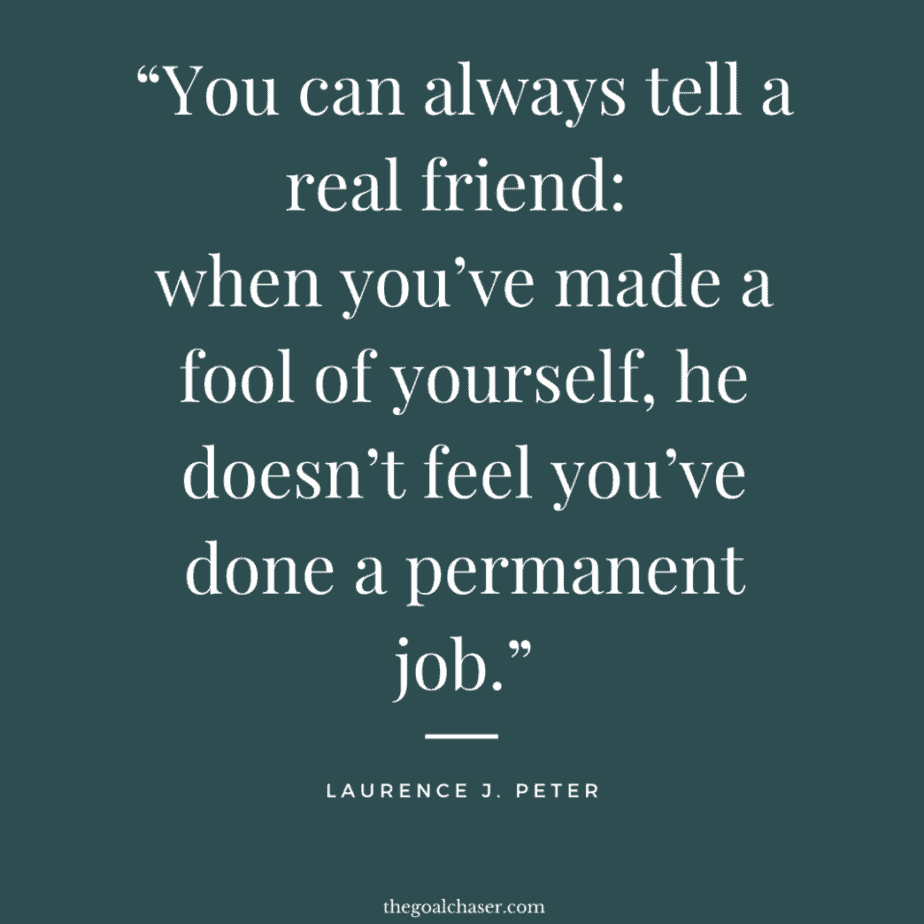 “You can always tell a
real friend:
when you’ve made a
fool of yourself, he
doesn’t feel you’ve
done a permanent
job.”
LAURENCE J. PETER
thegoalchaser.com